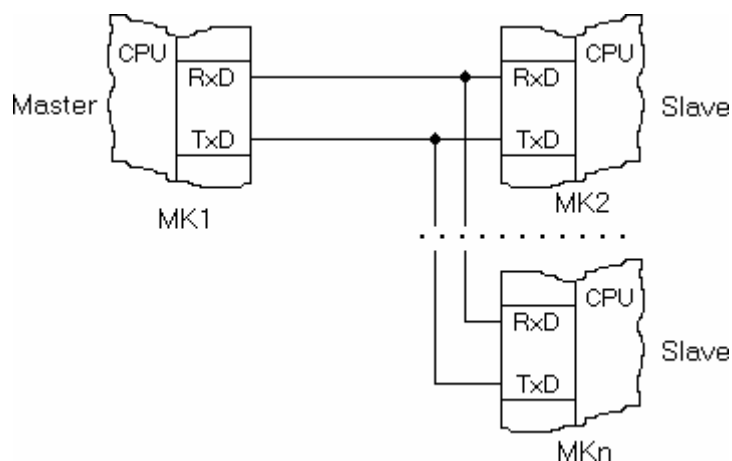 CPU
RxD
TxD
Master
MK1
RxD
CPU
TxD
Slave
MK2
RxD
CPU
TxD
Slave
MKn